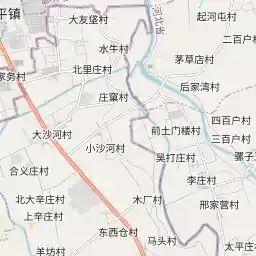 平镇
大友垡村
河北省
起河屯村
水牛村
二百户村
茅草店村
家务村
北里庄村
后家湾村
庄窠村
四百户村
大沙河村
前土门楼村
三百户村
小沙河村
吴打庄村
骡子
合义庄村
李庄村
北大辛庄村
木厂村
邢家营村
上辛庄村
东西仓村
马头村
羊坊村
太平庄村